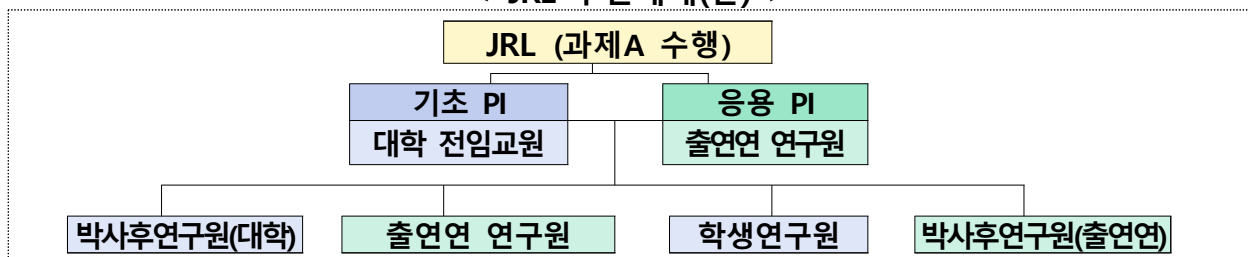 JRL (과제A 수행)
기초 PI
응용 PI
대학 전임교원
출연연 연구원
박사후연구원(대학)
출연연 연구원
학생연구원
박사후연구원(출연연)